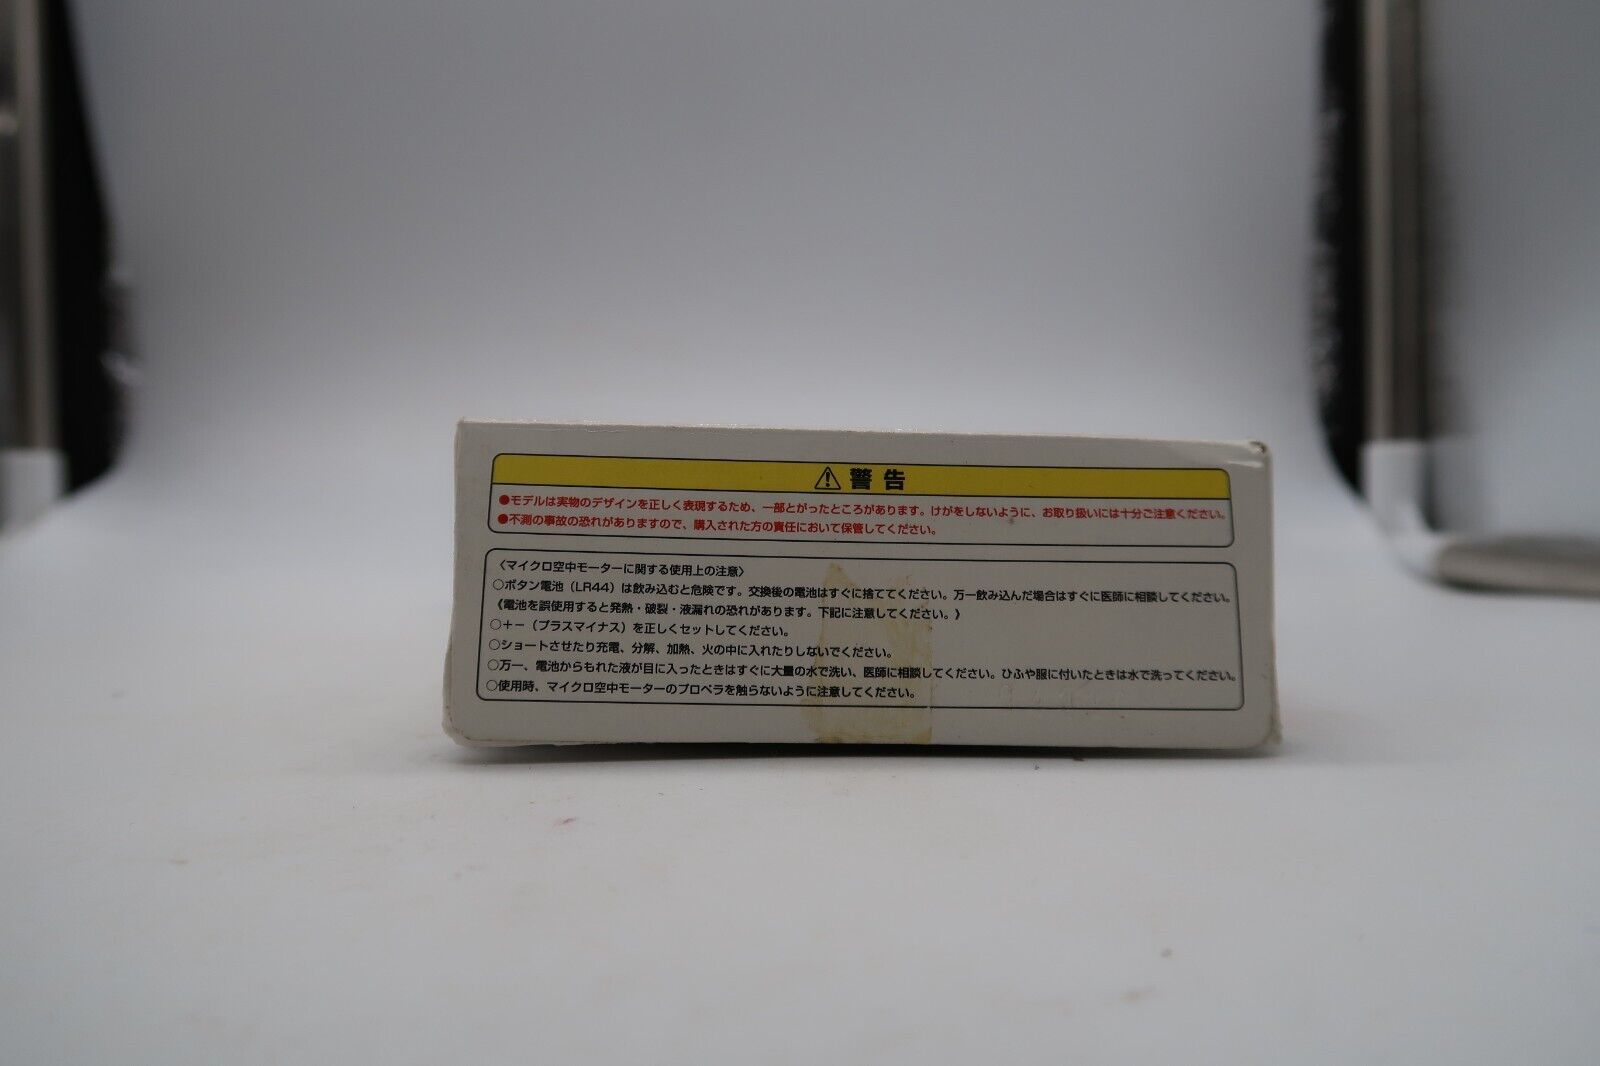 ⚠ 警告
●モデルは実物のデザインを正しく表現するため、一部とがったところがあります。けがをしないように、お取り扱いには十分ご注意ください。
●不測の事故の恐れがありますので、購入された方の責任において保管してください。
〈マイクロ空中モーターに関する使用上の注意〉
○ボタン電池（LR44）は飲み込むと危険です。交換後の電池はすぐに捨ててください。万一飲み込んだ場合はすぐに医師に相談してください。
《電池を誤使用すると発熱・破裂・液漏れの恐れがあります。下記に注意してください。》
○＋−（プラスマイナス）を正しくセットしてください。
○ショートさせたり充電、分解、加熱、火の中に入れたりしないでください。
○万一、電池からもれた液が目に入ったときはすぐに大量の水で洗い、医師に相談してください。ひふや服に付いたときは水で洗ってください。
○使用時、マイクロ空中モーターのプロペラを触らないように注意してください。